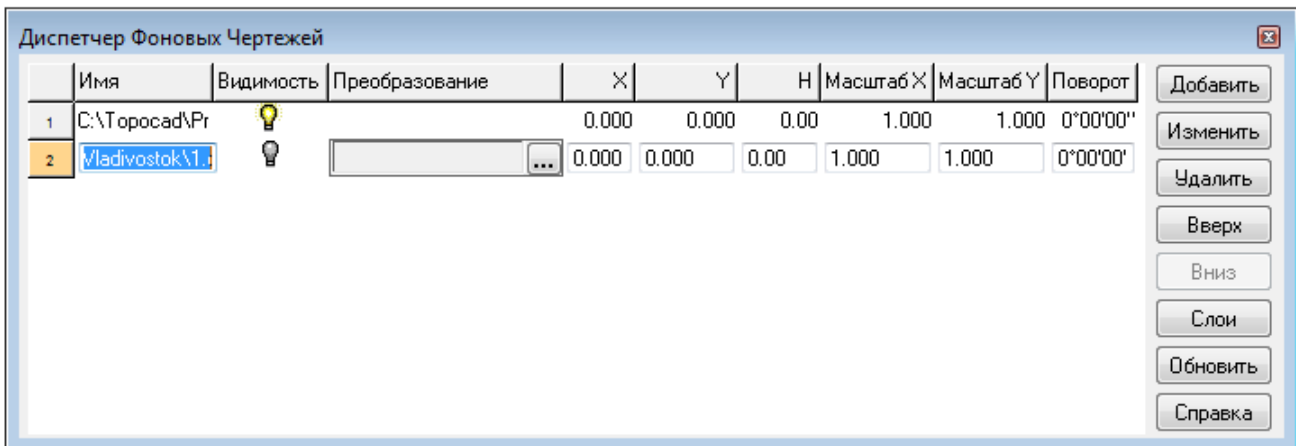 Диспетчер Фоновых Чертежей
Имя Видимость Преобразование X Y H Масштаб X Масштаб Y Поворот
1 C:\Topocad\Pr 0.000 0.000 0.00 1.000 1.000 0°00'00''
2 Vladivostok\1. ... 0.000 0.000 0.00 1.000 1.000 0°00'00'
Добавить
Изменить
Удалить
Вверх
Вниз
Слои
Обновить
Справка